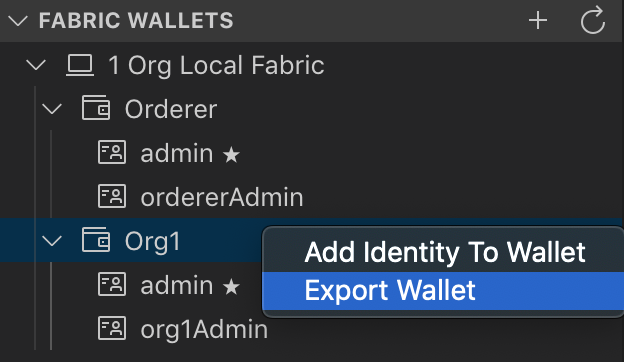 FABRIC WALLETS
1 Org Local Fabric
Orderer
admin ★
ordererAdmin
Org1
Add Identity To Wallet
Export Wallet
admin ★
org1Admin